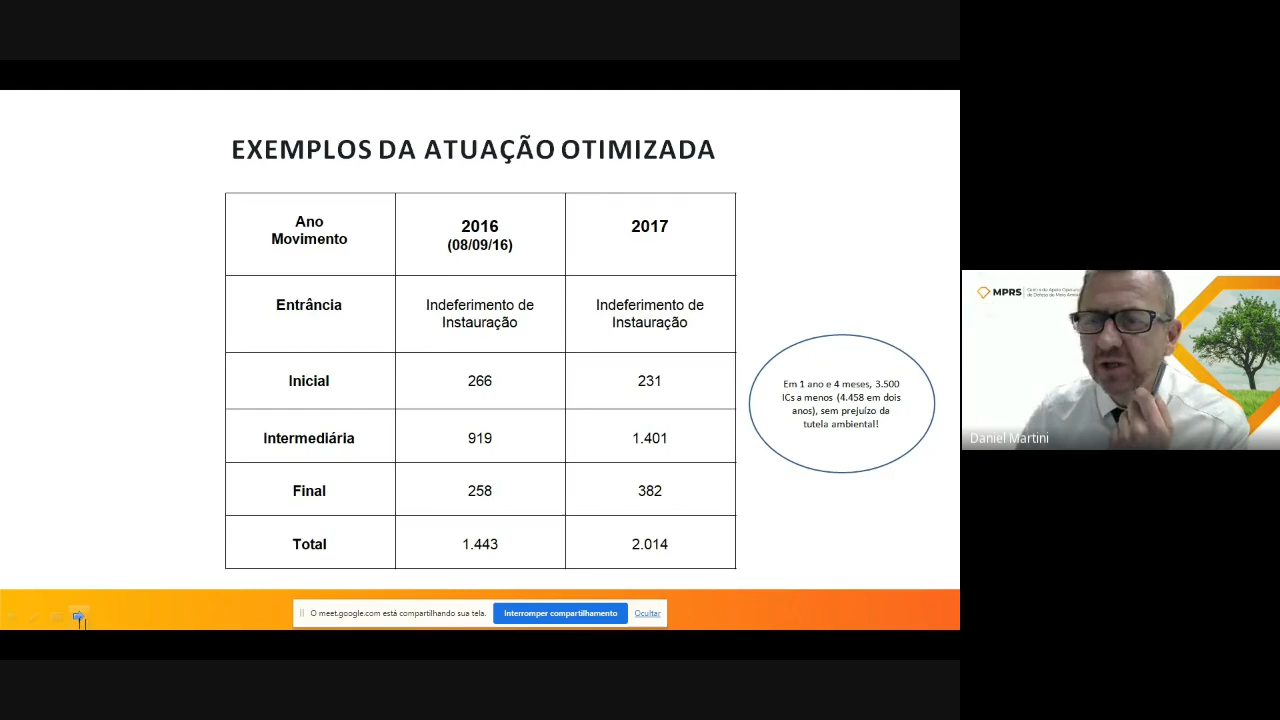 EXEMPLOS DA ATUAÇÃO OTIMIZADA
Ano
Movimento
2016
(08/09/16)
2017
Entrância
Indeferimento de
Instauração
Indeferimento de
Instauração
Inicial
266
231
Intermediária
919
1.401
Final
258
382
Total
1.443
2.014
Em 1 ano e 4 meses, 3.500
ICs a menos (4.458 em dois
anos), sem prejuízo da
tutela ambiental!
O meet.google.com está compartilhando sua tela.
Interromper compartilhamento
Ocultar
MPRS
Daniel Martini